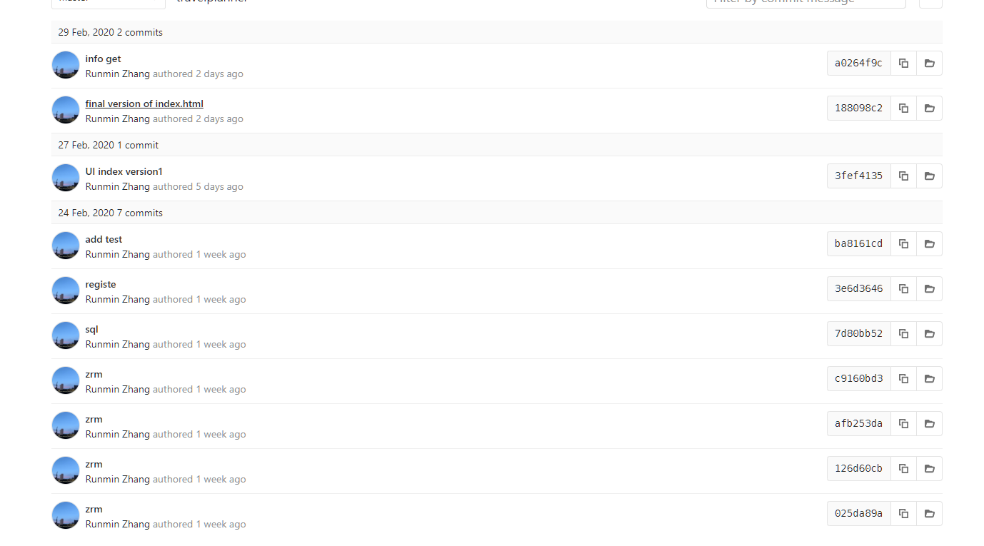 master
travelplanner
Filter by commit message
29 Feb, 2020 2 commits
info get
Runmin Zhang authored 2 days ago
a0264f9c
final version of index.html
Runmin Zhang authored 2 days ago
188098c2
27 Feb, 2020 1 commit
UI index version1
Runmin Zhang authored 5 days ago
3fef4135
24 Feb, 2020 7 commits
add test
Runmin Zhang authored 1 week ago
ba8161cd
registe
Runmin Zhang authored 1 week ago
3e6d3646
sql
Runmin Zhang authored 1 week ago
7d80bb52
zrm
Runmin Zhang authored 1 week ago
c9160bd3
zrm
Runmin Zhang authored 1 week ago
afb253da
zrm
Runmin Zhang authored 1 week ago
126d60cb
zrm
Runmin Zhang authored 1 week ago
025da89a